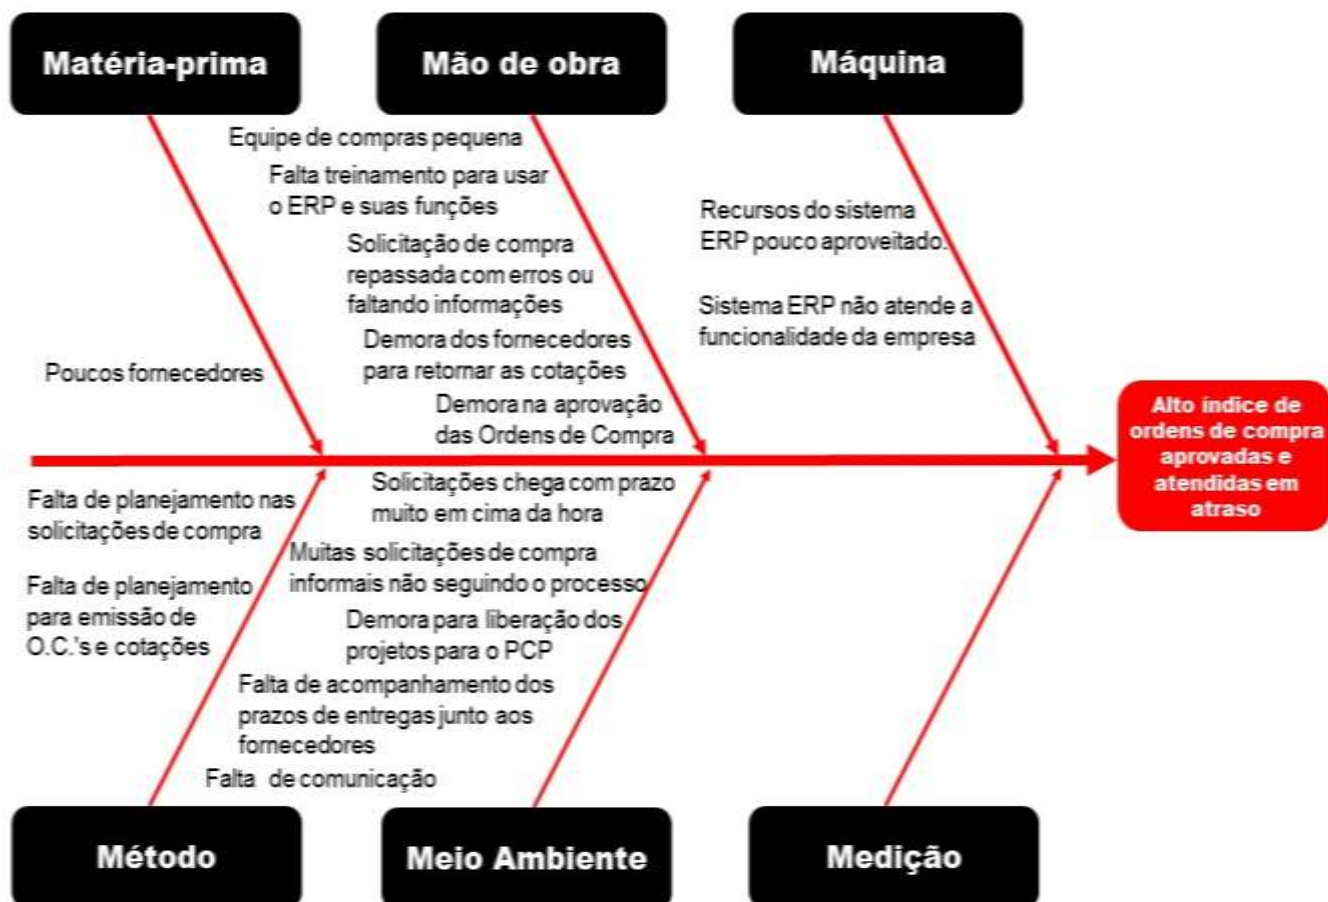 Matéria-prima
Mão de obra
Máquina
Equipe de compras pequena
Falta treinamento para usar
o ERP e suas funções
Solicitação de compra
repassada com erros ou
faltando informações
Demora dos fornecedores
para retornar as cotações
Demora na aprovação
das Ordens de Compra
Recursos do sistema
ERP pouco aproveitado.
Sistema ERP não atende a
funcionalidade da empresa
Poucos fornecedores
Alto índice de
ordens de compra
aprovadas e
atendidas em
atraso
Falta de planejamento nas
solicitações de compra
Falta de planejamento
para emissão de
O.C.'s e cotações
Solicitações chega com prazo
muito em cima da hora
Muitas solicitações de compra
informais não seguindo o processo
Demora para liberação dos
projetos para o PCP
Falta de acompanhamento dos
prazos de entregas junto aos
fornecedores
Falta de comunicação
Método
Meio Ambiente
Medição